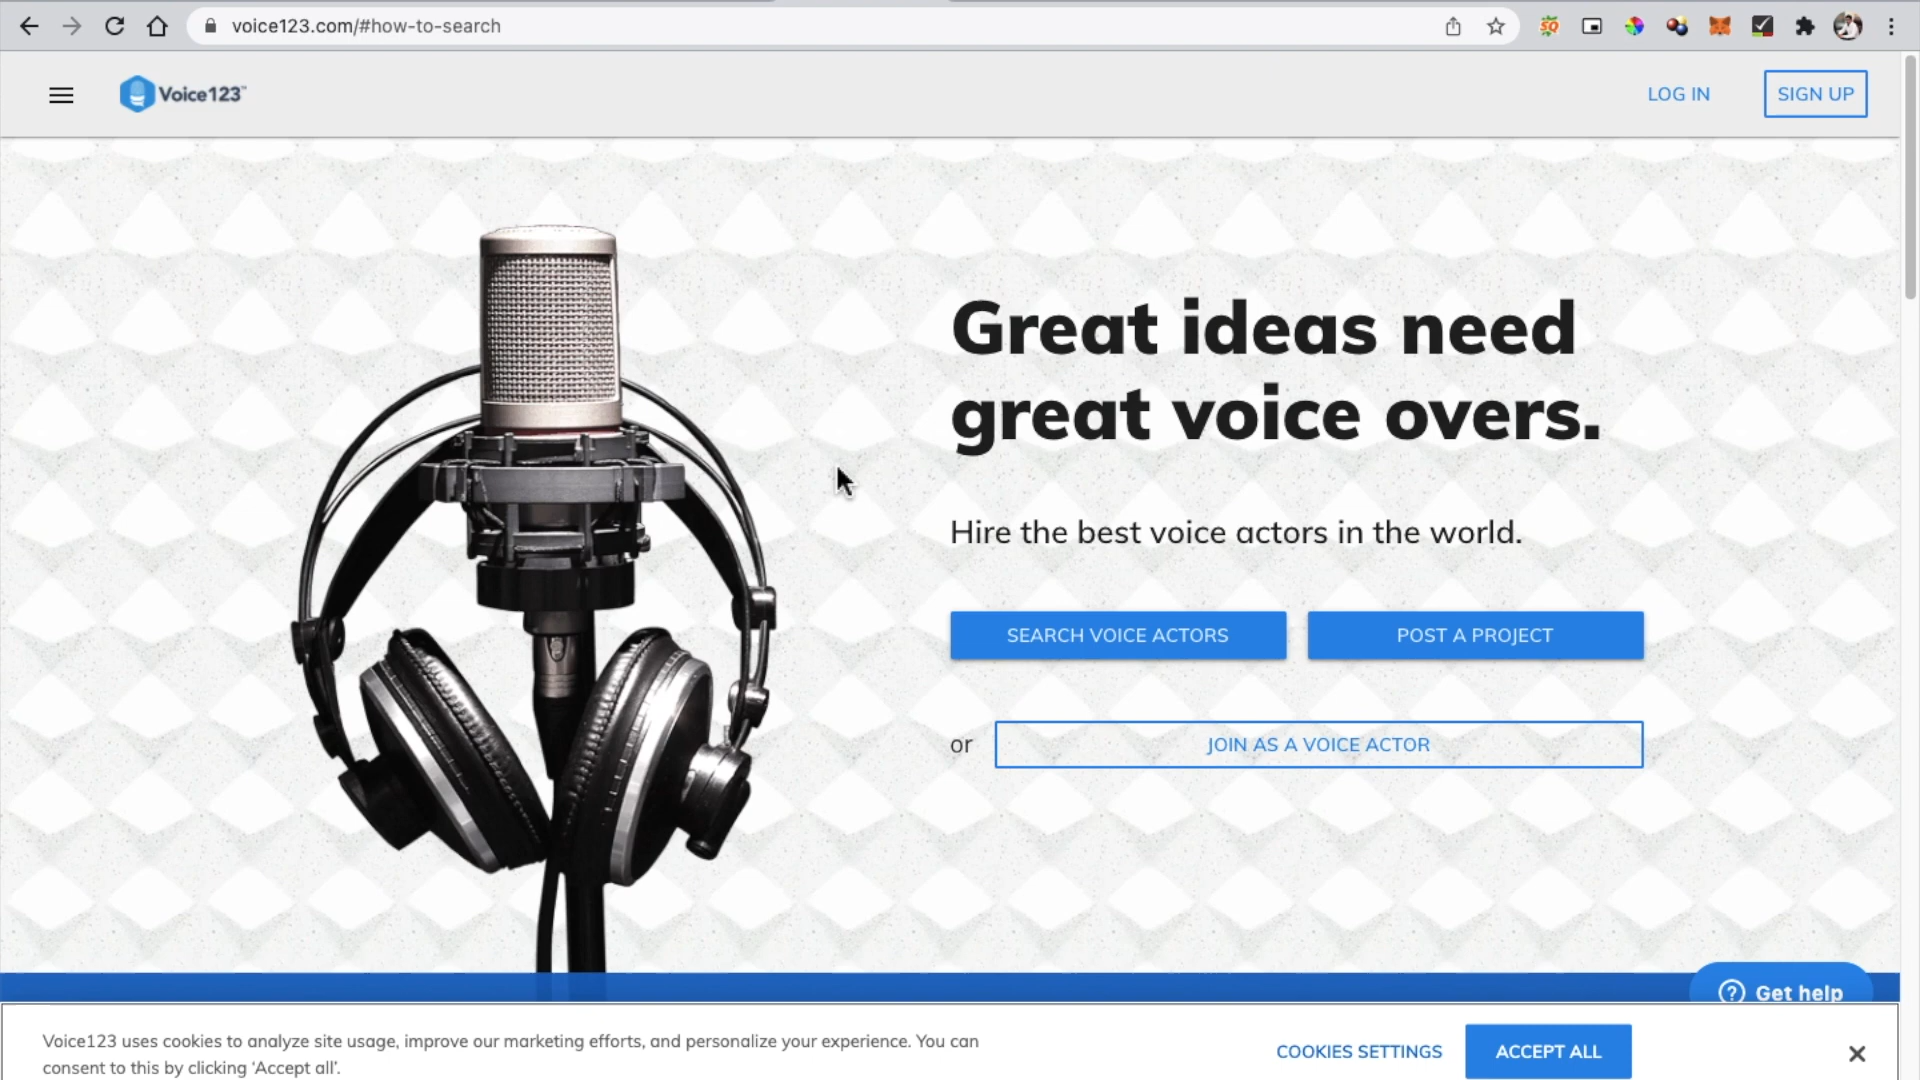 voice123.com/#how-to-search
SQ
Voice123™
LOG IN
SIGN UP
Great ideas need
great voice overs.
Hire the best voice actors in the world.
SEARCH VOICE ACTORS
POST A PROJECT
or
JOIN AS A VOICE ACTOR
Get help
Voice123 uses cookies to analyze site usage, improve our marketing efforts, and personalize your experience. You can
consent to this by clicking ‘Accept all’.
COOKIES SETTINGS
ACCEPT ALL